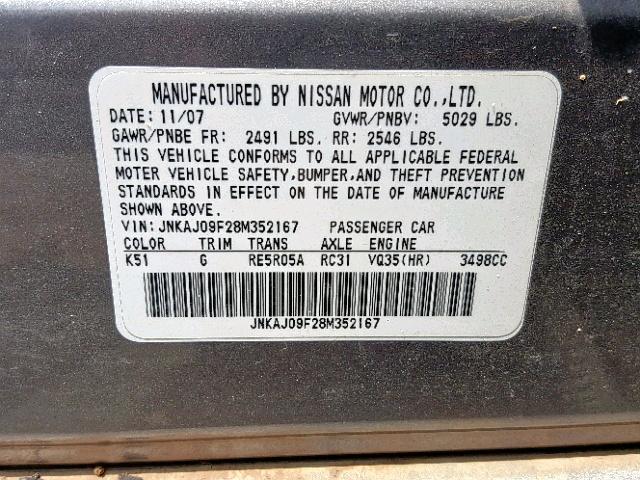 MANUFACTURED BY NISSAN MOTOR CO.,LTD.
DATE: 11/07 GVWR/PNBV: 5029 LBS.
GAWR/PNBE FR: 2491 LBS. RR: 2546 LBS.
THIS VEHICLE CONFORMS TO ALL APPLICABLE FEDERAL
MOTOR VEHICLE SAFETY,BUMPER,AND THEFT PREVENTION
STANDARDS IN EFFECT ON THE DATE OF MANUFACTURE
SHOWN ABOVE.
VIN: JNKAJ09F28M352167 PASSENGER CAR
COLOR TRIM TRANS AXLE ENGINE
K51 G RE5R05A RC31 VQ35(HR) 3498CC
JNKAJ09F28M352167